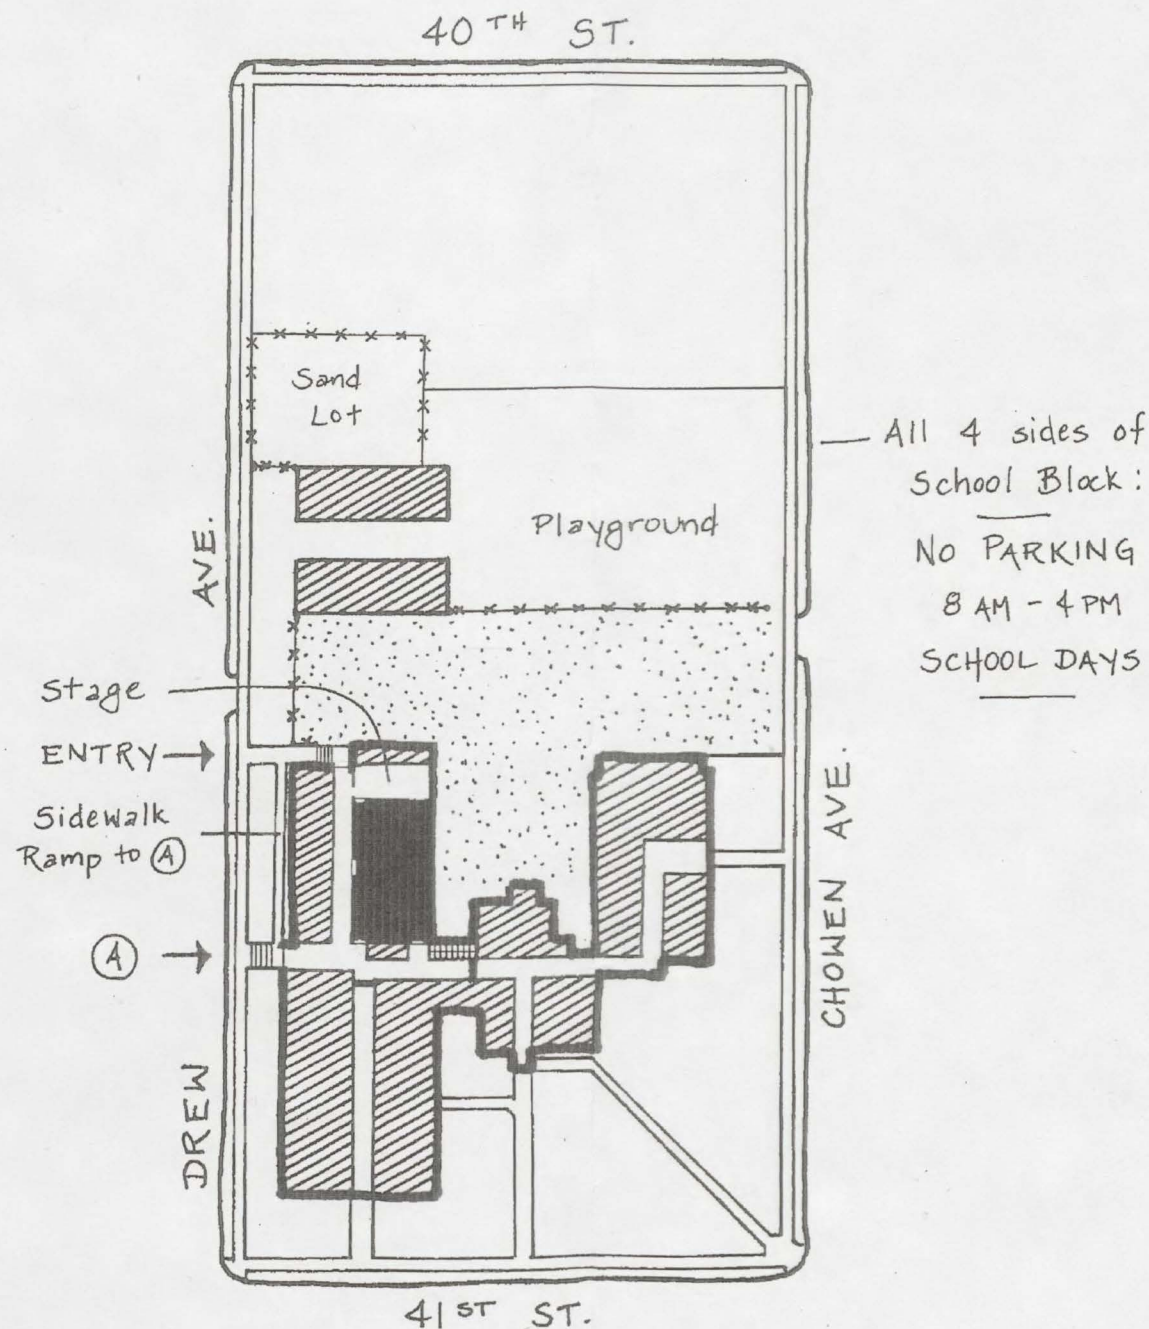 40TH ST.
Sand
Lot
All 4 sides of
School Block:
Playground
NO PARKING
AVE.
8 AM - 4 PM
SCHOOL DAYS
Stage
ENTRY
Sidewalk
Ramp to A
A
CHOWEN AVE.
DREW
41ST ST.